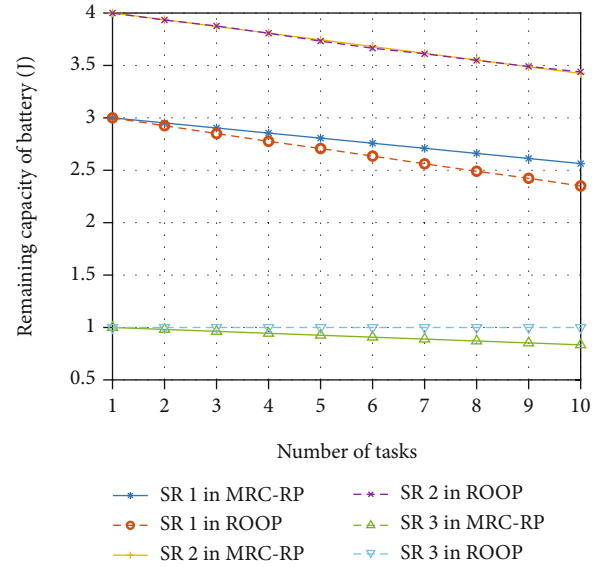 Remaining capacity of battery (J)
4
3.5
3
2.5
2
1.5
1
0.5
1 2 3 4 5 6 7 8 9 10
Number of tasks
SR 1 in MRC-RP
SR 1 in ROOP
SR 2 in MRC-RP
SR 2 in ROOP
SR 3 in MRC-RP
SR 3 in ROOP